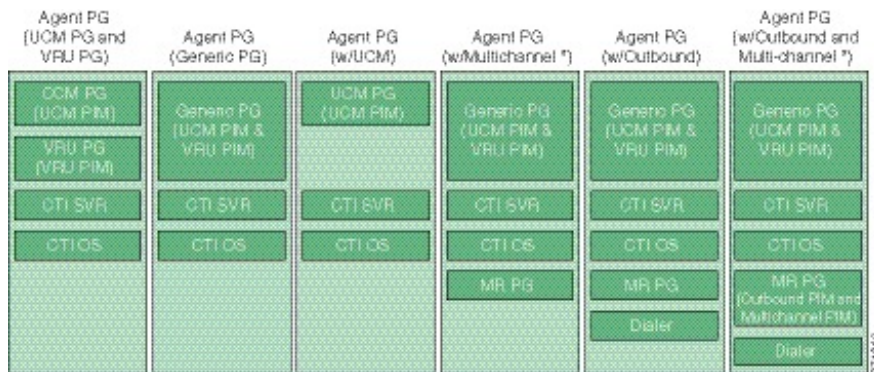 Agent PG
(UCM PG and
VRU PG)
Agent PG
(Generic PG)
Agent PG
(w/UCM)
Agent PG
(w/Multichannel *)
Agent PG
(w/Outbound)
Agent PG
(w/Outbound and
Multi-channel *)
CCM PG
(UCM PIM)
VRU PG
(VRU PIM)
CTI SVR
CTI OS
Generic PG
(UCM PIM &
VRU PIM)
CTI SVR
CTI OS
UCM PG
(UCM PIM)
CTI SVR
CTI OS
Generic PG
(UCM PIM &
VRU PIM)
CTI SVR
CTI OS
MR PG
Generic PG
(UCM PIM &
VRU PIM)
CTI SVR
CTI OS
MR PG
Dialer
Generic PG
(UCM PIM &
VRU PIM)
CTI SVR
CTI OS
MR PG
(Outbound PIM and
Multichannel PIM)
Dialer